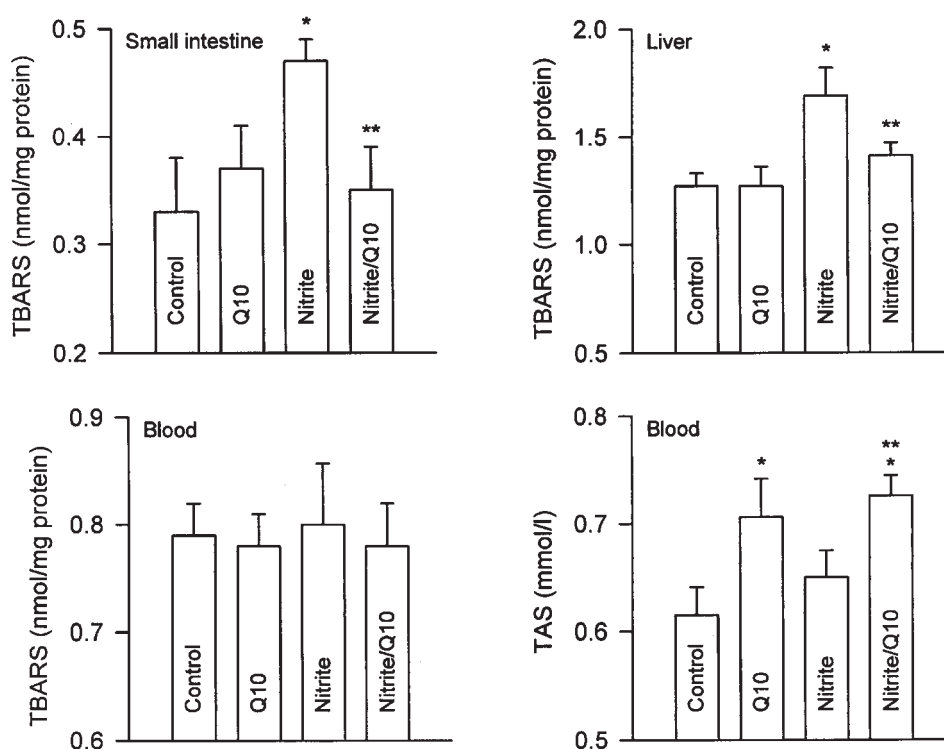 Small intestine
TBARS (nmol/mg protein)
0.5
0.4
0.3
0.2
*
**
Control
Q10
Nitrite
Nitrite/Q10
Liver
TBARS (nmol/mg protein)
2.0
1.5
1.0
0.5
*
**
Control
Q10
Nitrite
Nitrite/Q10
Blood
TBARS (nmol/mg protein)
0.9
0.8
0.7
0.6
Control
Q10
Nitrite
Nitrite/Q10
Blood
TAS (mmol/l)
0.8
0.7
0.6
0.5
*
**
*
Control
Q10
Nitrite
Nitrite/Q10